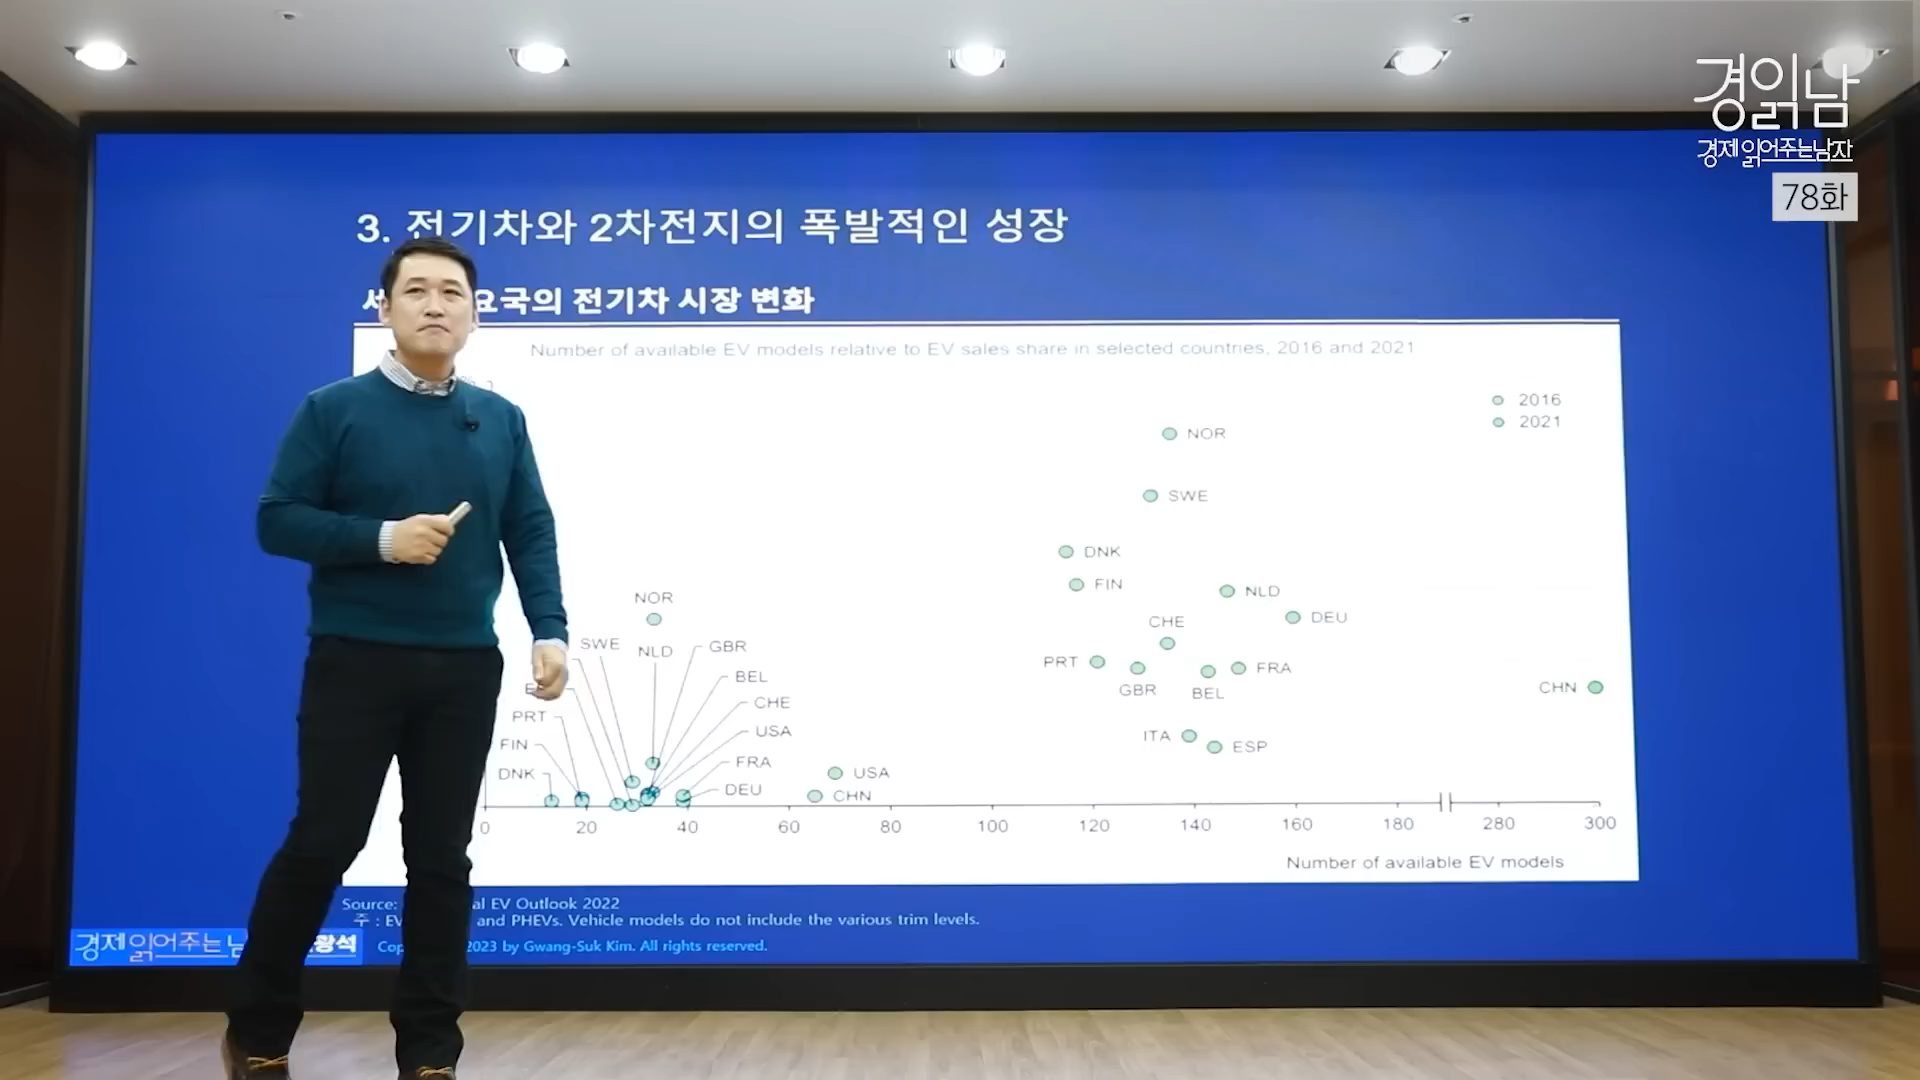 경읽남
경제 읽어주는남자
78화
3. 전기차와 2차전지의 폭발적인 성장
요국의 전기차 시장 변화
Number of available EV models relative to EV sales share in selected countries, 2016 and 2021
2016
2021
NOR
SWE
DNK
FIN
NLD
DEU
CHE
PRT
FRA
GBR
BEL
CHN
ITA
ESP
NOR
SWE
NLD
GBR
BEL
CHE
PRT
USA
FIN
FRA
DNK
DEU
USA
CHN
0 20 40 60 80 100 120 140 160 180 280 300
Number of available EV models
Source: al EV Outlook 2022
주 : EV and PHEVs. Vehicle models do not include the various trim levels.
경제 읽어주는 남 광석
Cop 2023 by Gwang-Suk Kim. All rights reserved.